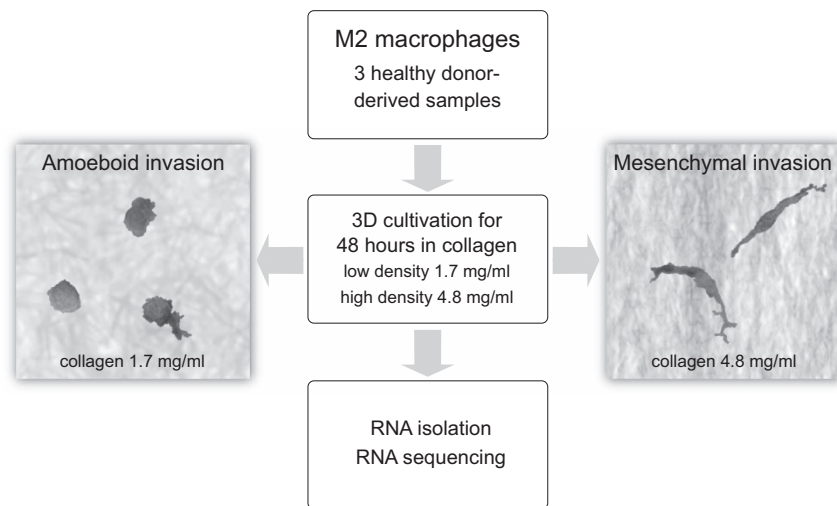 M2 macrophages
3 healthy donor-
derived samples
Amoeboid invasion
collagen 1.7 mg/ml
3D cultivation for
48 hours in collagen
low density 1.7 mg/ml
high density 4.8 mg/ml
Mesenchymal invasion
collagen 4.8 mg/ml
RNA isolation
RNA sequencing